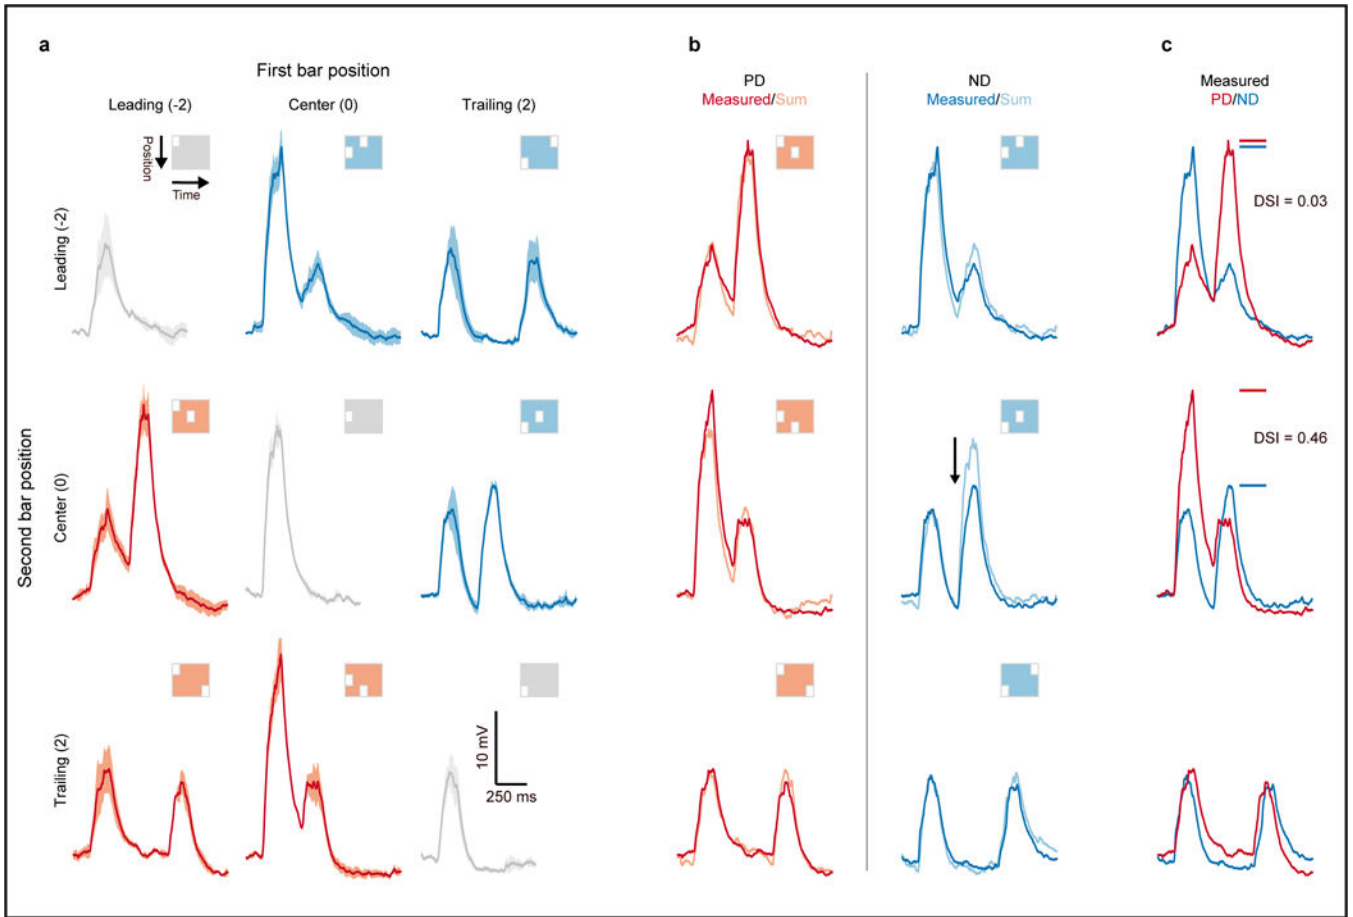 a
b
c
First bar position
PD
ND
Measured
Leading (-2)
Center (0)
Trailing (2)
Measured/Sum
Measured/Sum
PD/ND
Position
Time
Leading (-2)
DSI = 0.03
Second bar position
Center (0)
DSI = 0.46
Trailing (2)
10 mV
250 ms